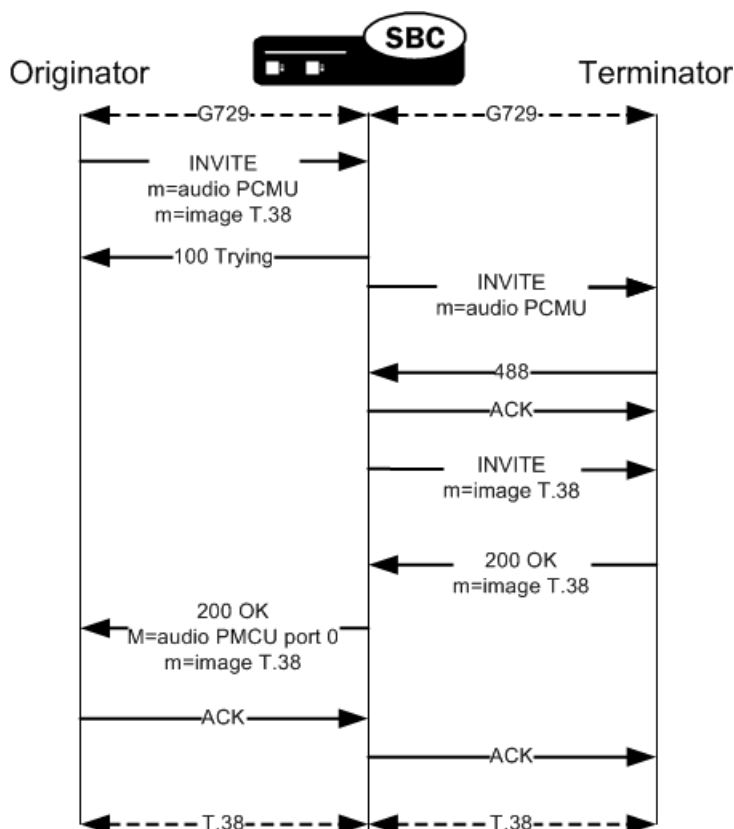 SBC
Originator
Terminator
G729
G729
INVITE
m=audio PCMU
m=image T.38
100 Trying
INVITE
m=audio PCMU
488
ACK
INVITE
m=image T.38
200 OK
m=image T.38
200 OK
M=audio PMCU port 0
m=image T.38
ACK
ACK
T.38
T.38